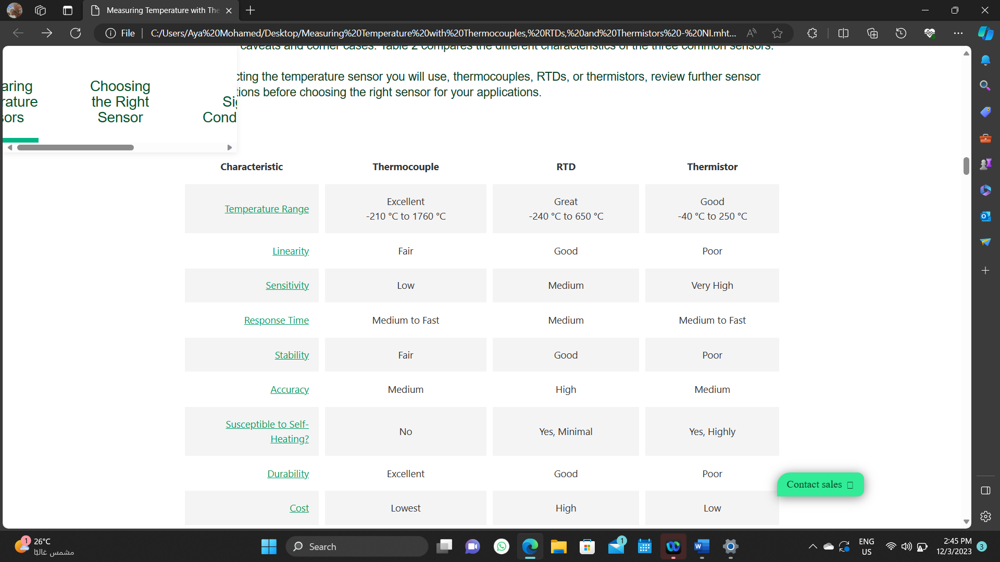 Measuring Temperature with The
File
C:/Users/Aya%20Mohamed/Desktop/Measuring%20Temperature%20with%20Thermocouples,%20RTDs,%20and%20Thermistors%20-%20NI.mht...
caveats and corner cases. Table 2 compares the different characteristics of the three common sensors.
cting the temperature sensor you will use, thermocouples, RTDs, or thermistors, review further sensor
tions before choosing the right sensor for your applications.
aring
rature
sors
Choosing
the Right
Sensor
Sig
Cond
Characteristic Thermocouple RTD Thermistor
Temperature Range Excellent Great Good
-210 °C to 1760 °C -240 °C to 650 °C -40 °C to 250 °C
Linearity Fair Good Poor
Sensitivity Low Medium Very High
Response Time Medium to Fast Medium Medium to Fast
Stability Fair Good Poor
Accuracy Medium High Medium
Susceptible to Self-
Heating? No Yes, Minimal Yes, Highly
Durability Excellent Good Poor
Cost Lowest High Low
Contact sales
1
26°C
مشمس غالبًا
Search
1
ENG
US
2:45 PM
12/3/2023
3